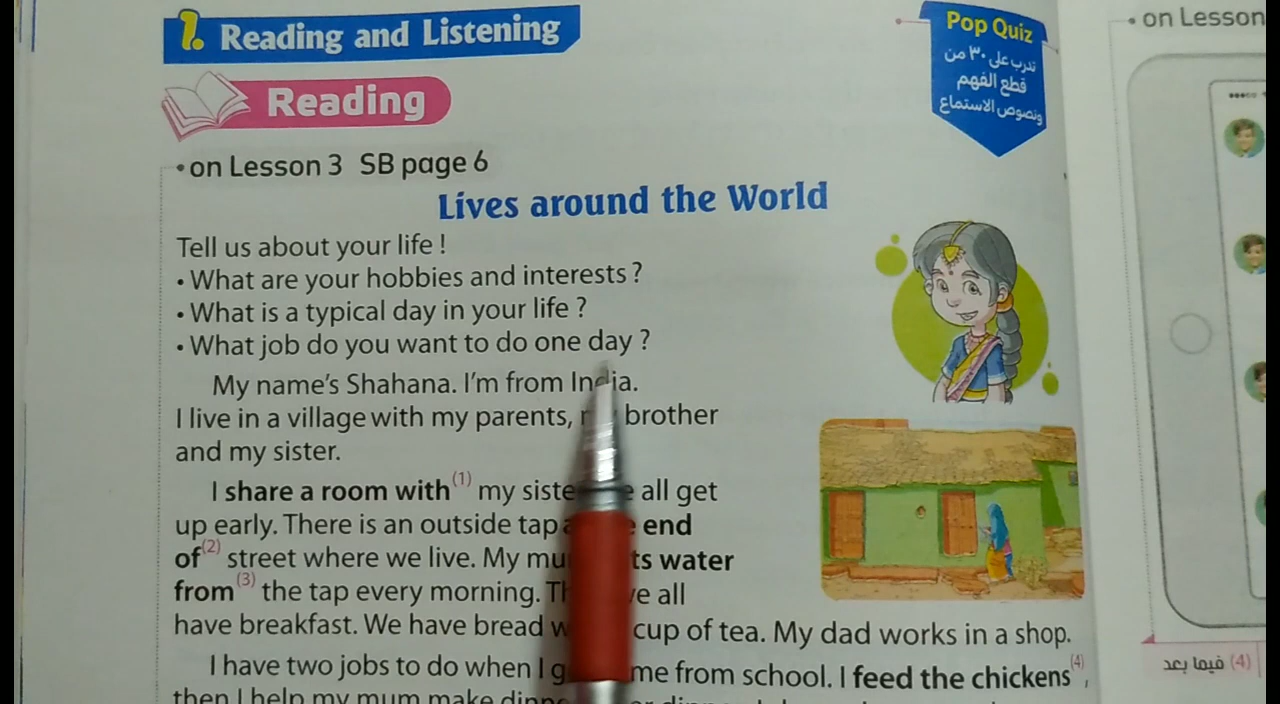 1. Reading and Listening
Pop Quiz
تدرب على ٣٠ من
قطع الفهم
ونصوص الاستماع
Reading
• on Lesson 3 SB page 6
Lives around the World
Tell us about your life !
• What are your hobbies and interests ?
• What is a typical day in your life ?
• What job do you want to do one day ?
My name's Shahana. I'm from India.
I live in a village with my parents, brother
and my sister.
I share a room with(1) my all get
up early. There is an outside tap end
of(2) street where we live. My water
from(3) the tap every morning. all
have breakfast. We have bread cup of tea. My dad works in a shop.
I have two jobs to do when I from school. I feed the chickens(4),
then I help my mum make
• on Lesson
(4) فيما بعد